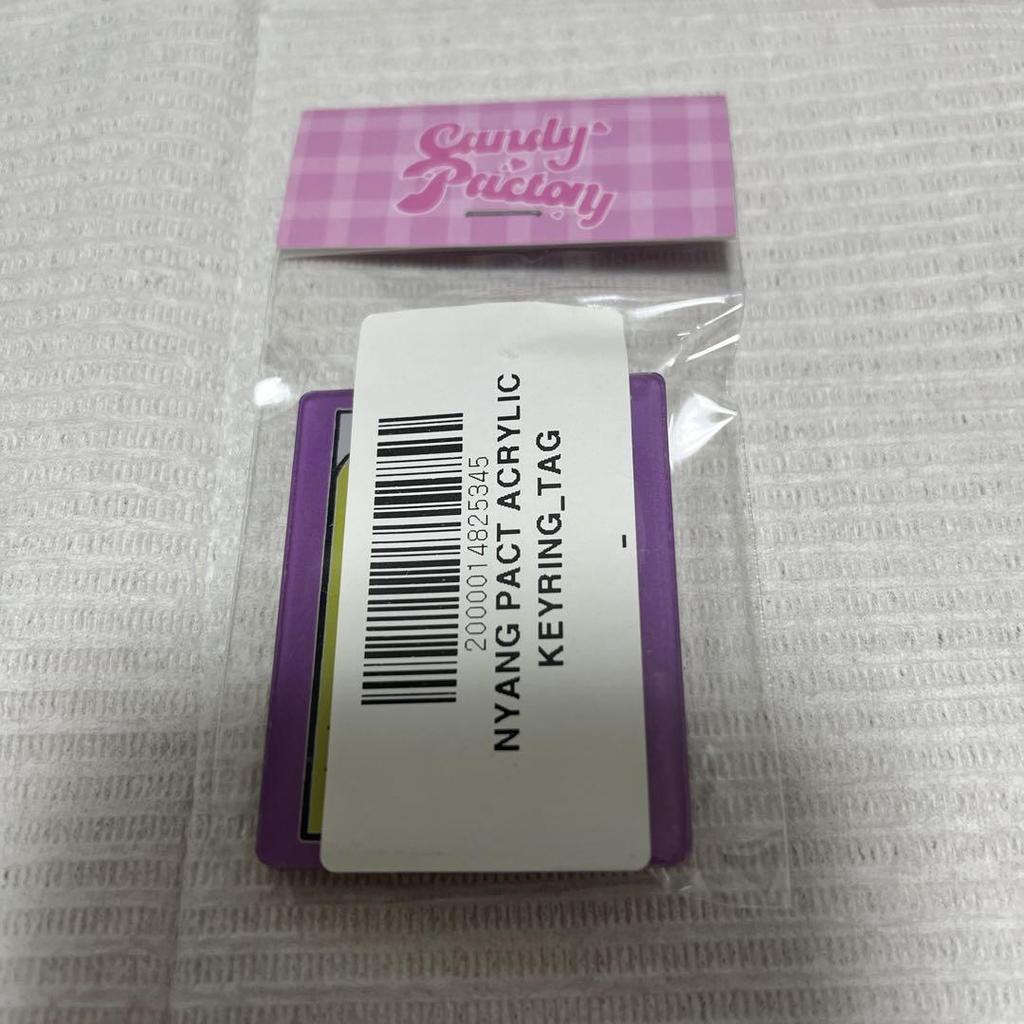 Candy
Pactory
2000014825345
NYANG PACT ACRYLIC
KEYRING_TAG
-